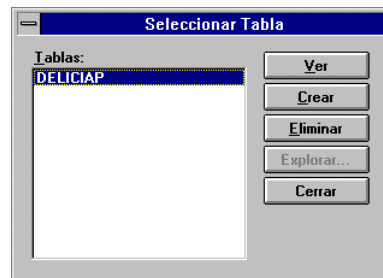 Seleccionar Tabla
Tablas:
DELICIAP
Ver
Crear
Eliminar
Explorar...
Cerrar